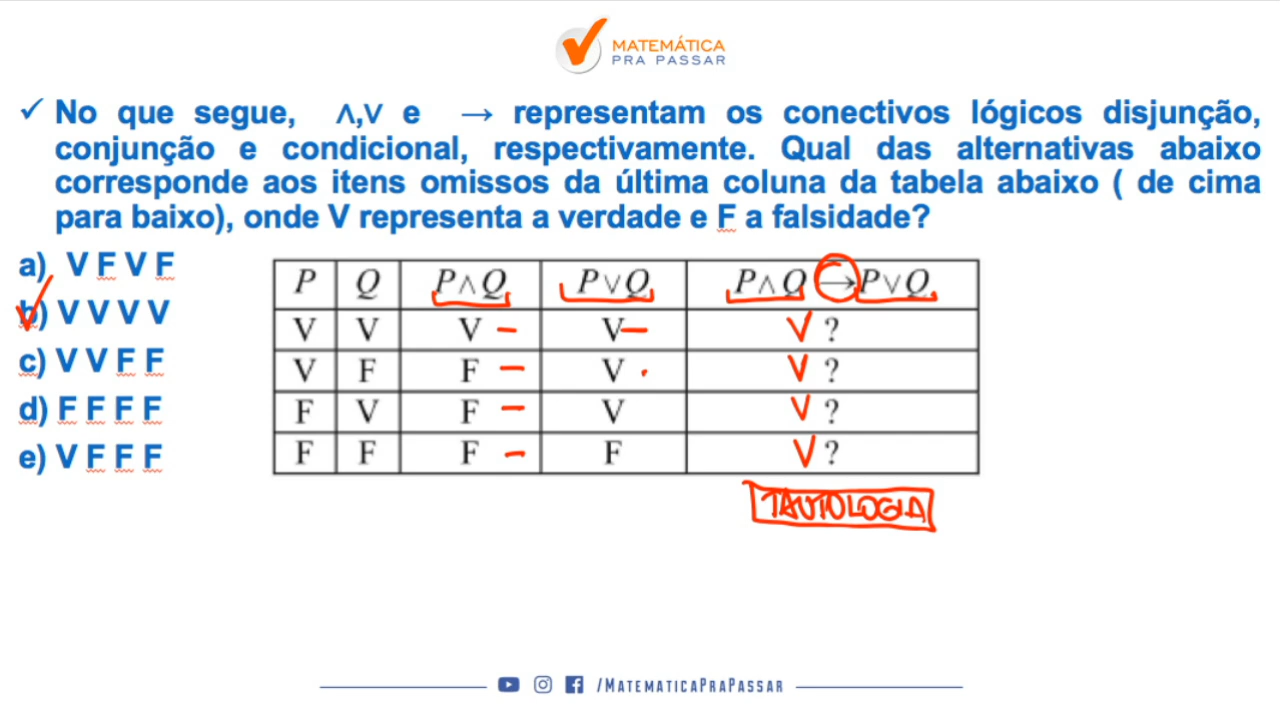 MATEMÁTICA
PRA PASSAR
✓ No que segue, ∧,∨ e → representam os conectivos lógicos disjunção,
conjunção e condicional, respectivamente. Qual das alternativas abaixo
corresponde aos itens omissos da última coluna da tabela abaixo ( de cima
para baixo), onde V representa a verdade e F a falsidade?
a) V F V F
b) V V V V
c) V V F F
d) F F F F
e) V F F F
P Q P∧Q P∨Q P∧Q →P∨Q
V V V – V – V ?
V F F – V . V ?
F V F – V V ?
F F F – F V ?
TAUTOLOGIA
/MATEMATICAPRAPASSAR